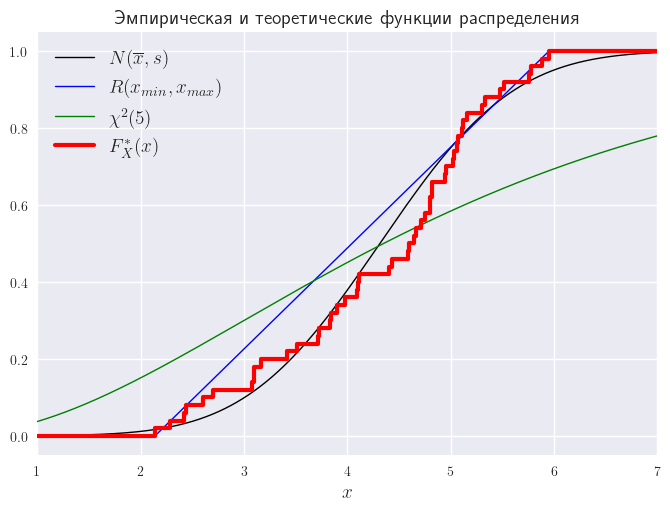 Эмпирическая и теоретические функции распределения
N(x̅, s)
R(x_min, x_max)
χ²(5)
F*_X(x)
1.0
0.8
0.6
0.4
0.2
0.0
1 2 3 4 5 6 7
x